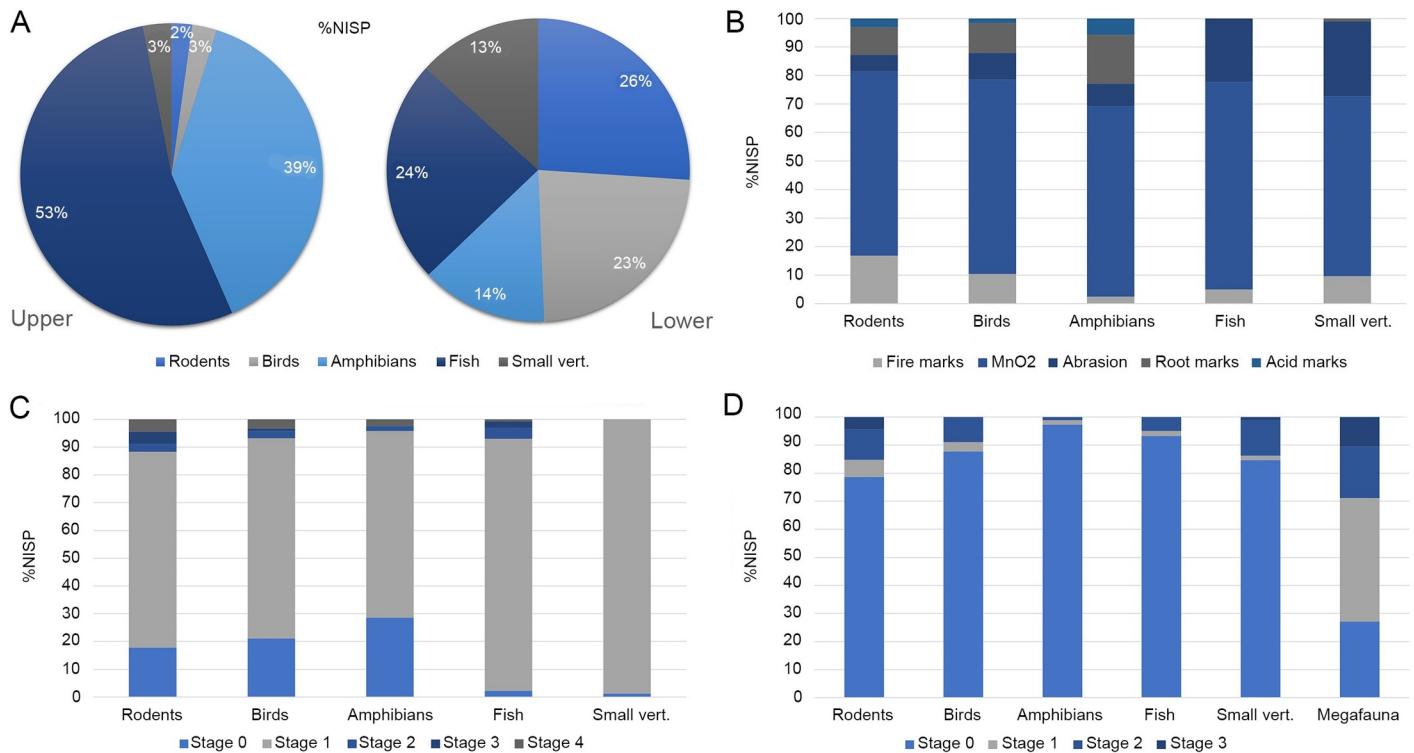 A
%NISP
B
2%
3%
3%
39%
53%
Upper
13%
26%
24%
14%
23%
Lower
Rodents Birds Amphibians Fish Small vert.
%NISP
100
90
80
70
60
50
40
30
20
10
0
Rodents Birds Amphibians Fish Small vert.
Fire marks MnO2 Abrasion Root marks Acid marks
C
%NISP
100
90
80
70
60
50
40
30
20
10
0
Rodents Birds Amphibians Fish Small vert.
Stage 0 Stage 1 Stage 2 Stage 3 Stage 4
D
%NISP
100
90
80
70
60
50
40
30
20
10
0
Rodents Birds Amphibians Fish Small vert. Megafauna
Stage 0 Stage 1 Stage 2 Stage 3